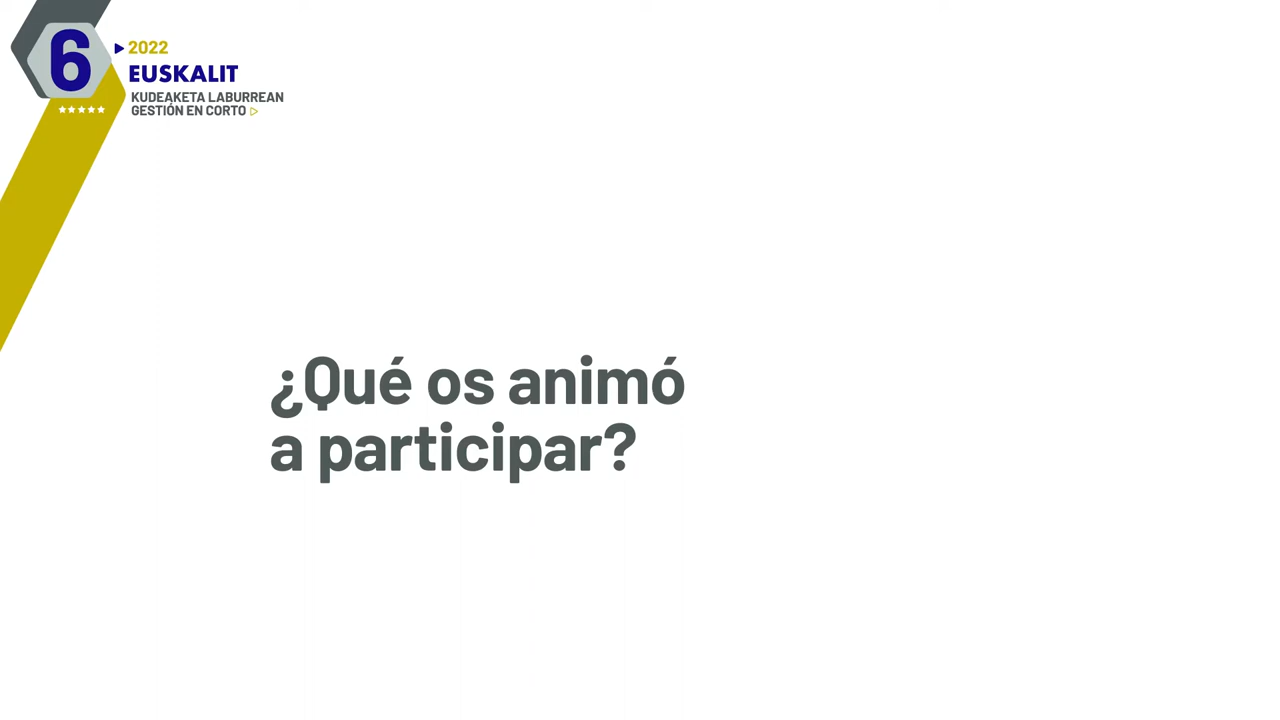 6
2022
EUSKALIT
KUDEAKETA LABURREAN
GESTIÓN EN CORTO
¿Qué os animó
a participar?